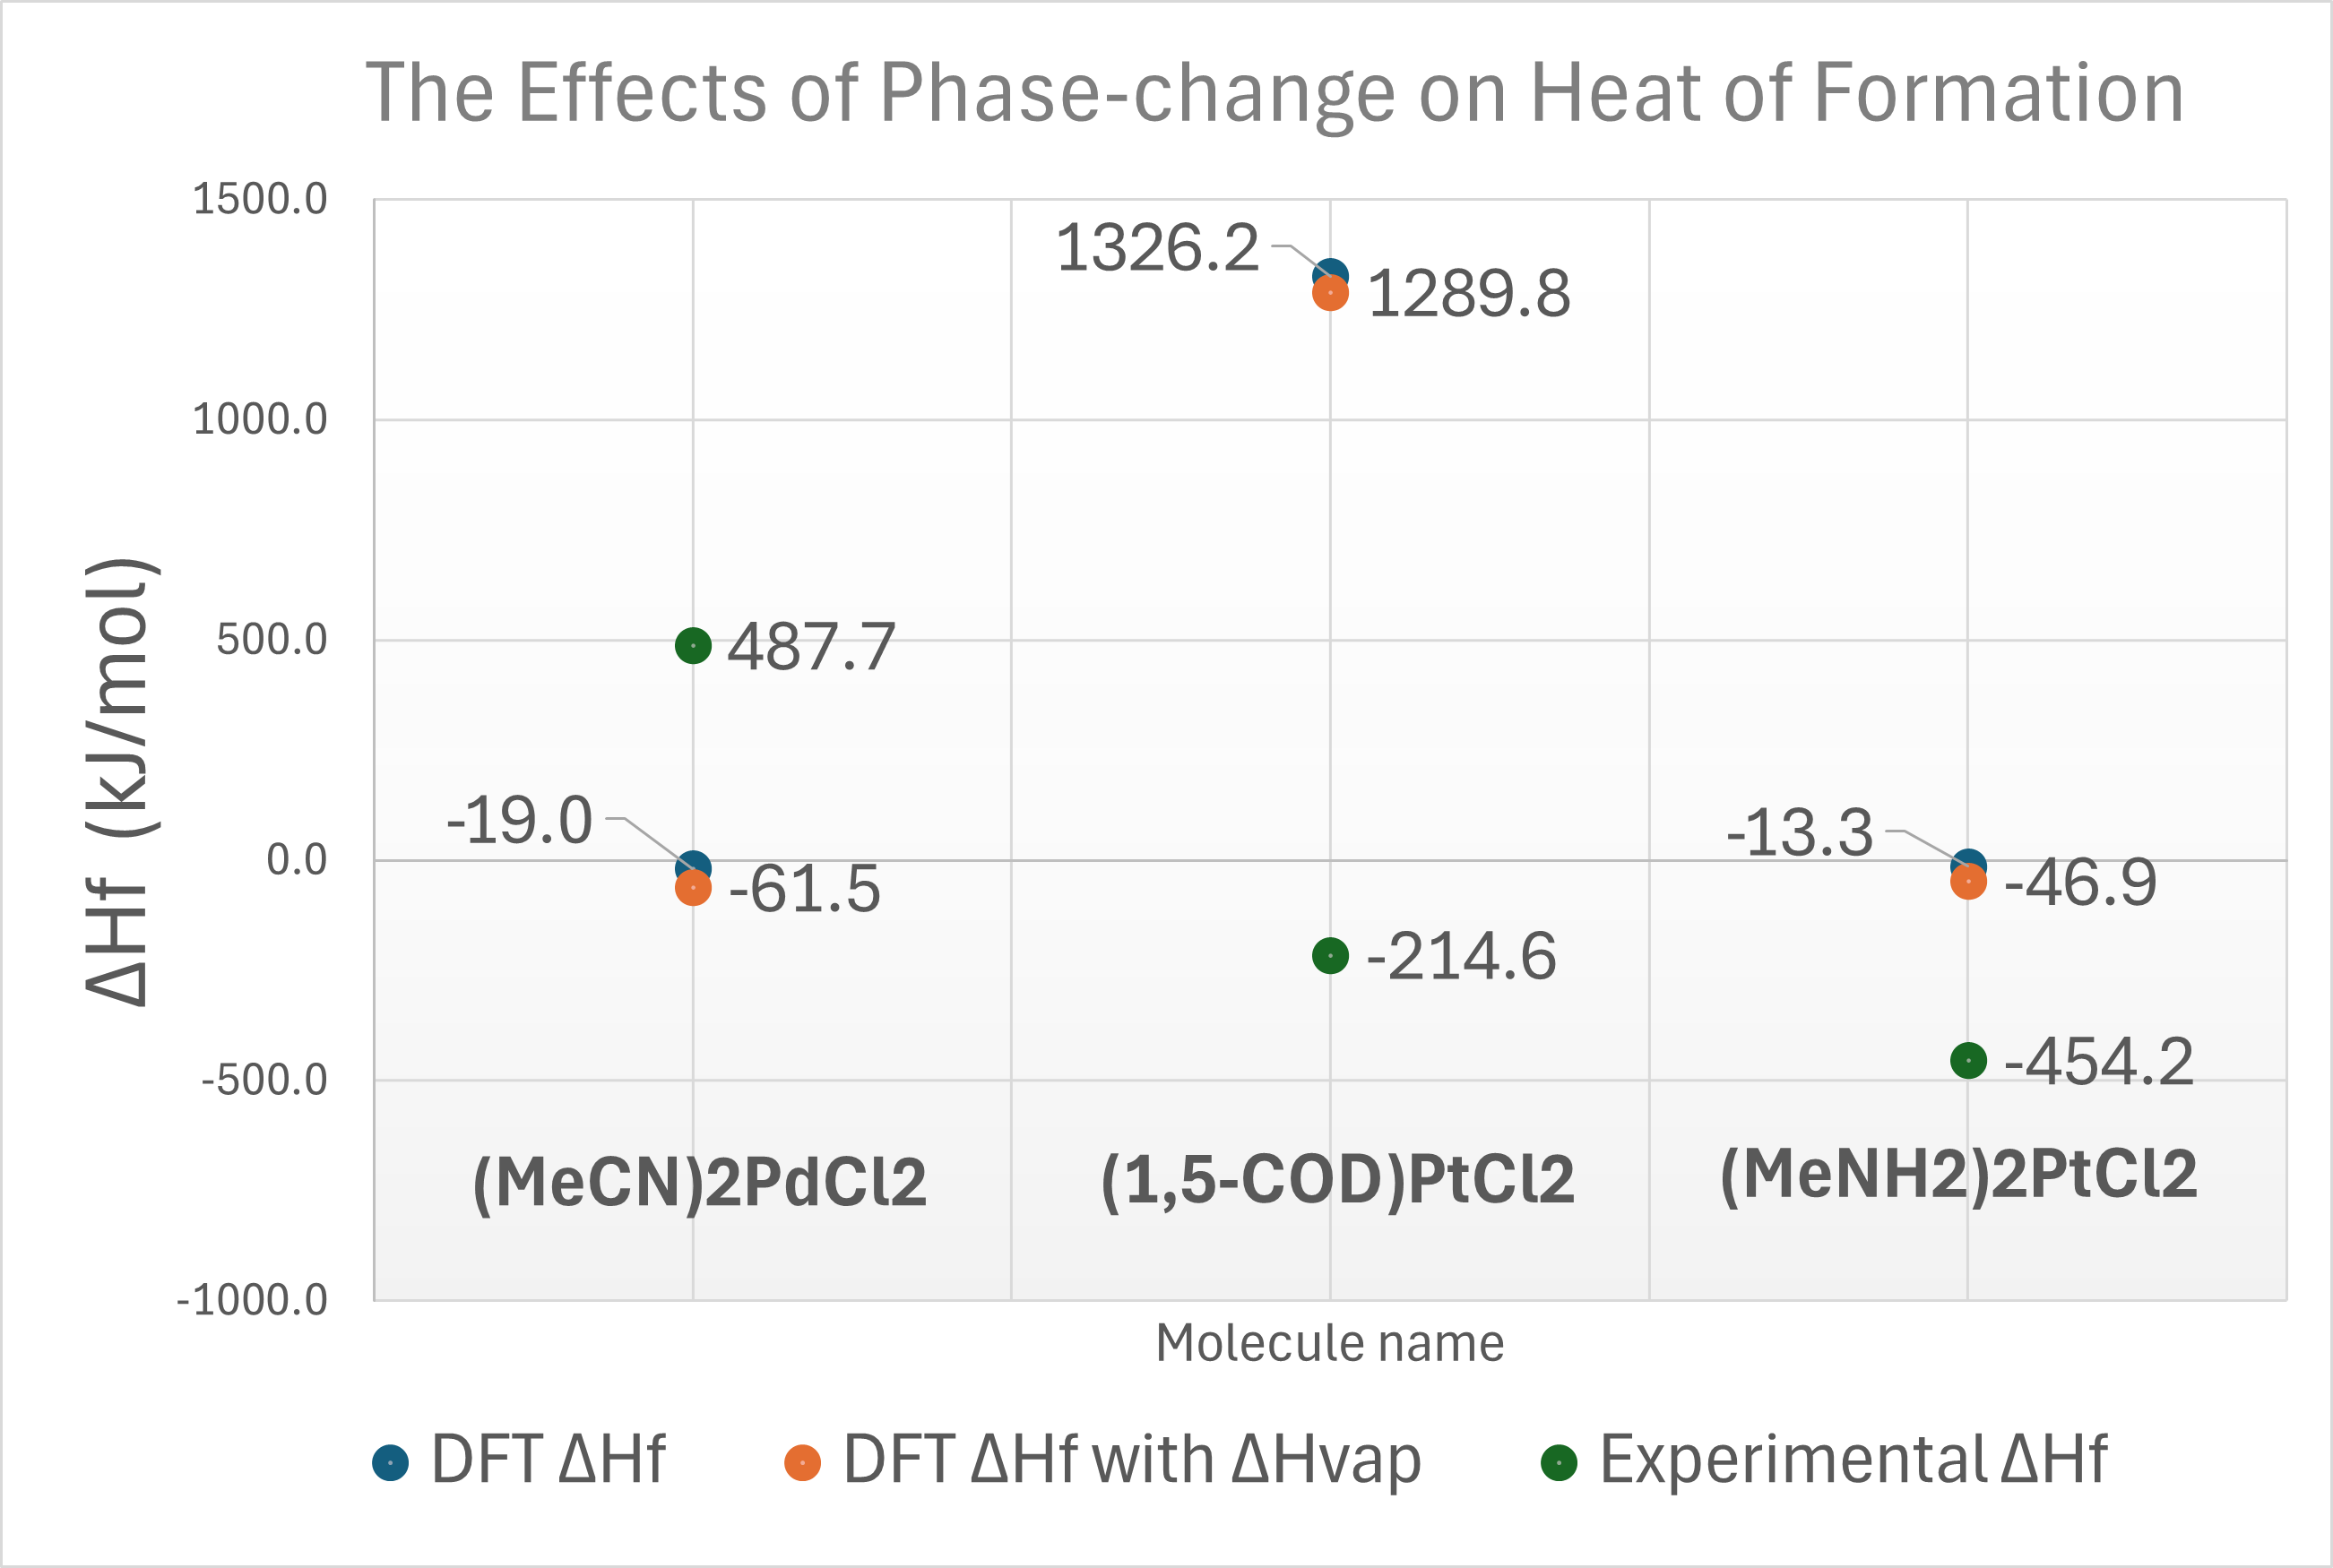 The Effects of Phase-change on Heat of Formation
1500.0
1000.0
500.0
0.0
-500.0
-1000.0
ΔHf (kJ/mol)
1326.2
1289.8
487.7
-19.0
-61.5
-13.3
-46.9
-214.6
-454.2
(MeCN)2PdCl2
(1,5-COD)PtCl2
(MeNH2)2PtCl2
Molecule name
DFT ΔHf
DFT ΔHf with ΔHvap
Experimental ΔHf